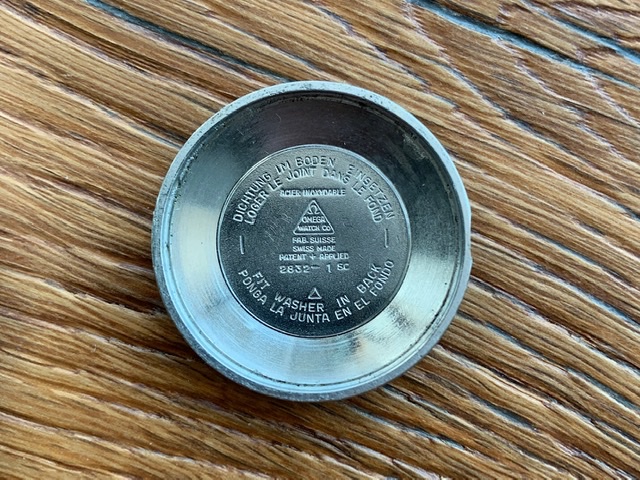 DICHTUNG IM BODEN EINSETZEN
LOGER LE JOINT DANS LE FOND
ACIER INOXYDABLE
Ω
OMEGA
WATCH CO
FAB. SUISSE
SWISS MADE
PATENT + APPLIED
2832-1 SC
FIT WASHER IN BACK
PONGA LA JUNTA EN EL FONDO